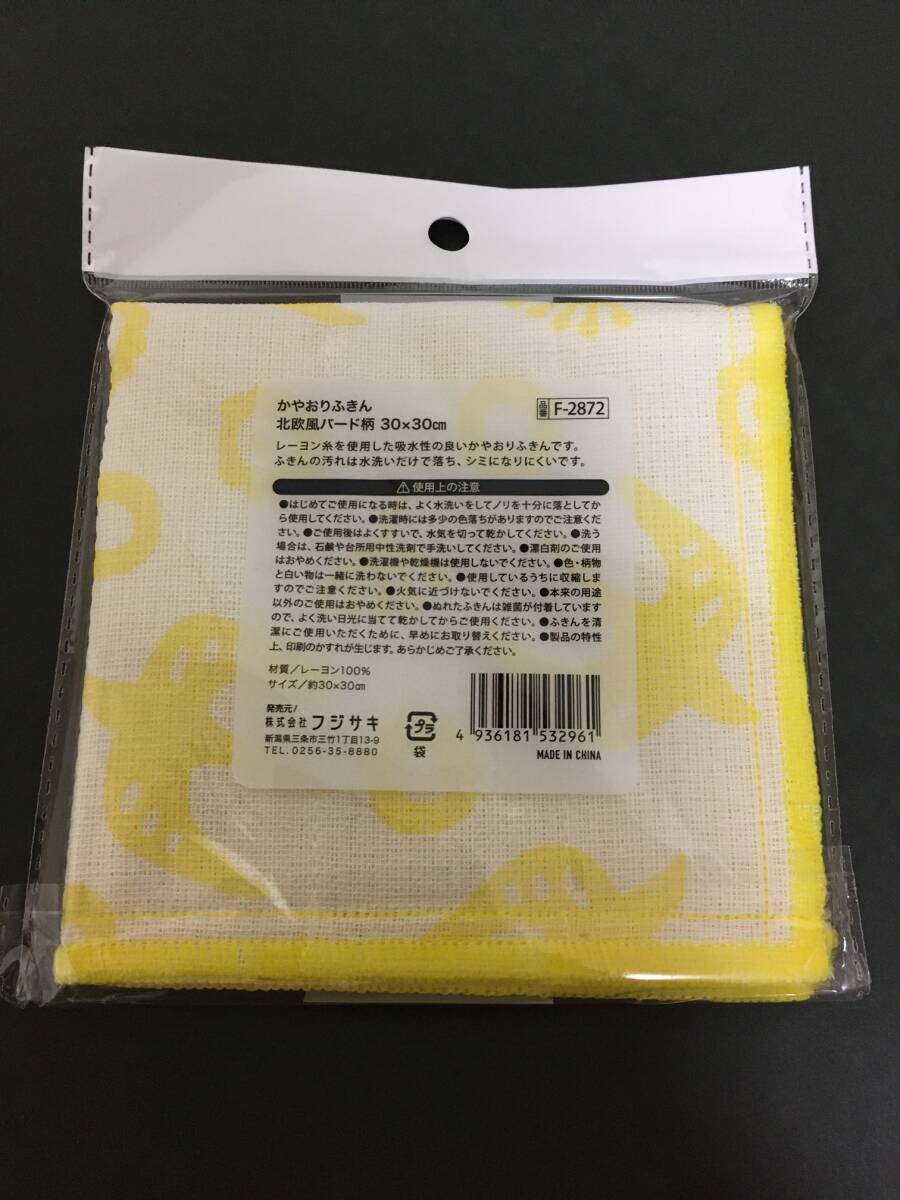 かやおりふきん
北欧風バード柄 30×30㎝
品番 F-2872
レーヨン糸を使用した吸水性の良いかやおりふきんです。
ふきんの汚れは水洗いだけで落ち、シミになりにくいです。
⚠使用上の注意
●はじめてご使用になる時は、よく水洗いをしてノリを十分に落としてか
ら使用してください。●洗濯時には多少の色落ちがありますのでご注意くだ
さい。●ご使用後はよくすすいで、水気を切って乾かしてください。●洗う
場合は、石鹸や台所用中性洗剤で手洗いしてください。●漂白剤のご使用
はおやめください。●洗濯機や乾燥機は使用しないでください。●色・柄物
と白い物は一緒に洗わないでください。●使用しているうちに収縮しま
すのでご注意ください。●火気に近づけないでください。●本来の用途
以外のご使用はおやめください。●ぬれたふきんは雑菌が付着しています
ので、よく洗い日光に当てて乾かしてからご使用ください。●ふきんを清
潔にご使用いただくために、早めにお取り替えください。●製品の特性
上、印刷のかすれが生じます。あらかじめご了承ください。
材質/レーヨン100%
サイズ/約30×30㎝
発売元/
株式会社 フジサキ
新潟県三条市三竹1丁目13-9
TEL.0256-35-8880
プラ
袋
4 936181 532961
MADE IN CHINA